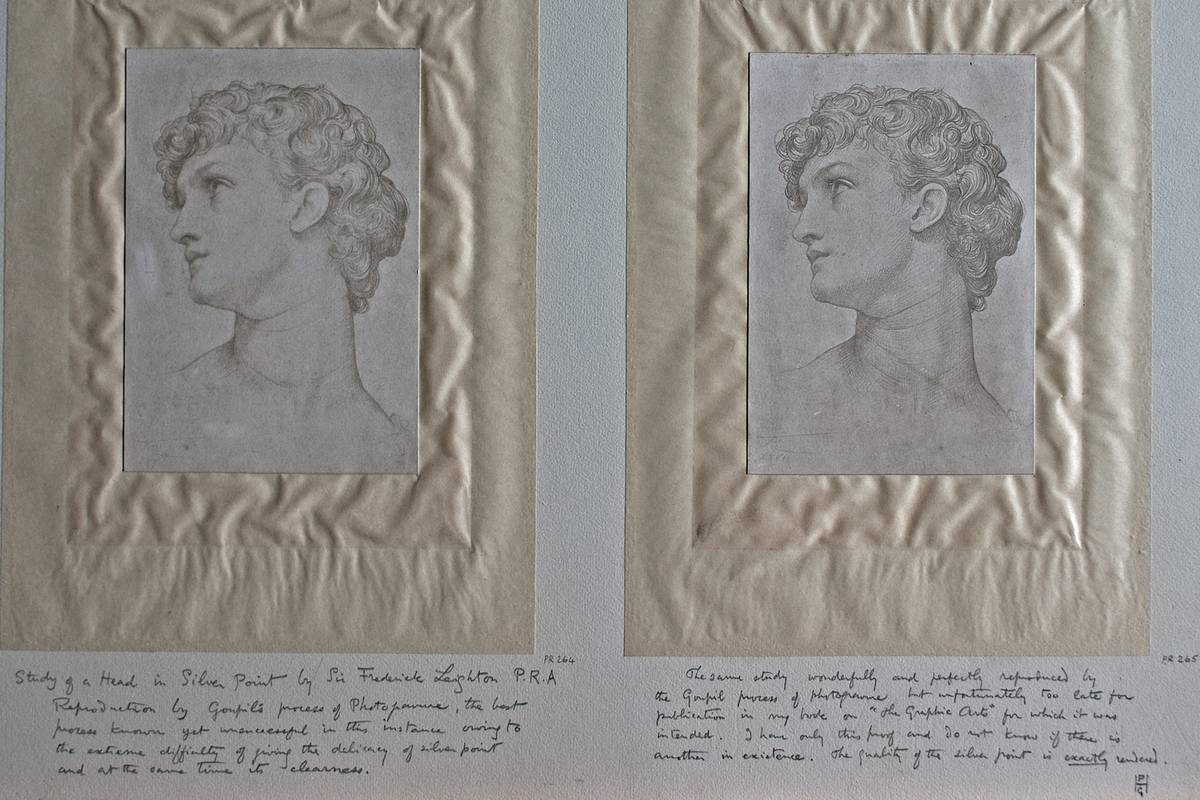 PR 264
Study of a Head in Silver Point by Sir Frederick Leighton P.R.A
Reproduction by Goupil's process of Photogravure, the best
process known yet unsuccessful in this instance owing to
the extreme difficulty of giving the delicacy of silver point
and at the same time its clearness.
PR 265
The same study wonderfully and perfectly reproduced by
the Goupil process of photogravure but unfortunately too late for
publication in my book on "The Graphic Arts" for which it was
intended. I have only this proof and do not know if there is
another in existence. The quality of the silver point is exactly rendered.